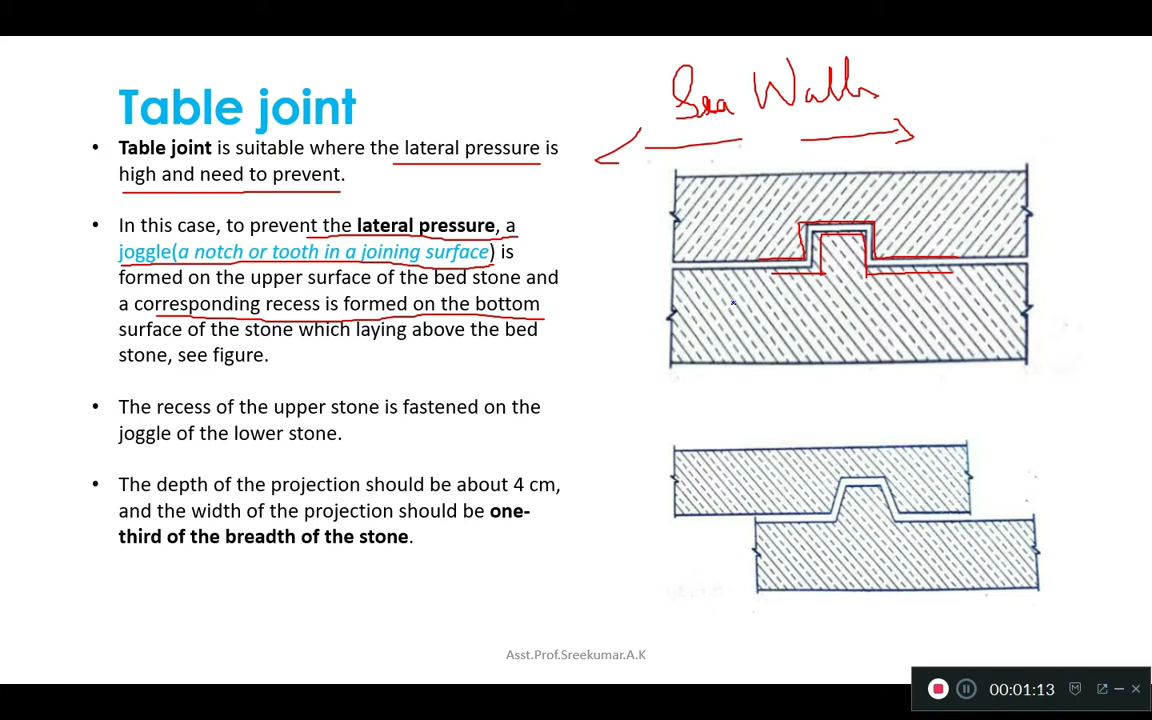 Sea Walls
Table joint
• Table joint is suitable where the lateral pressure is
high and need to prevent.
• In this case, to prevent the lateral pressure, a
joggle(a notch or tooth in a joining surface) is
formed on the upper surface of the bed stone and
a corresponding recess is formed on the bottom
surface of the stone which laying above the bed
stone, see figure.
• The recess of the upper stone is fastened on the
joggle of the lower stone.
• The depth of the projection should be about 4 cm,
and the width of the projection should be one-
third of the breadth of the stone.
Asst.Prof.Sreekumar.A.K
00:01:13